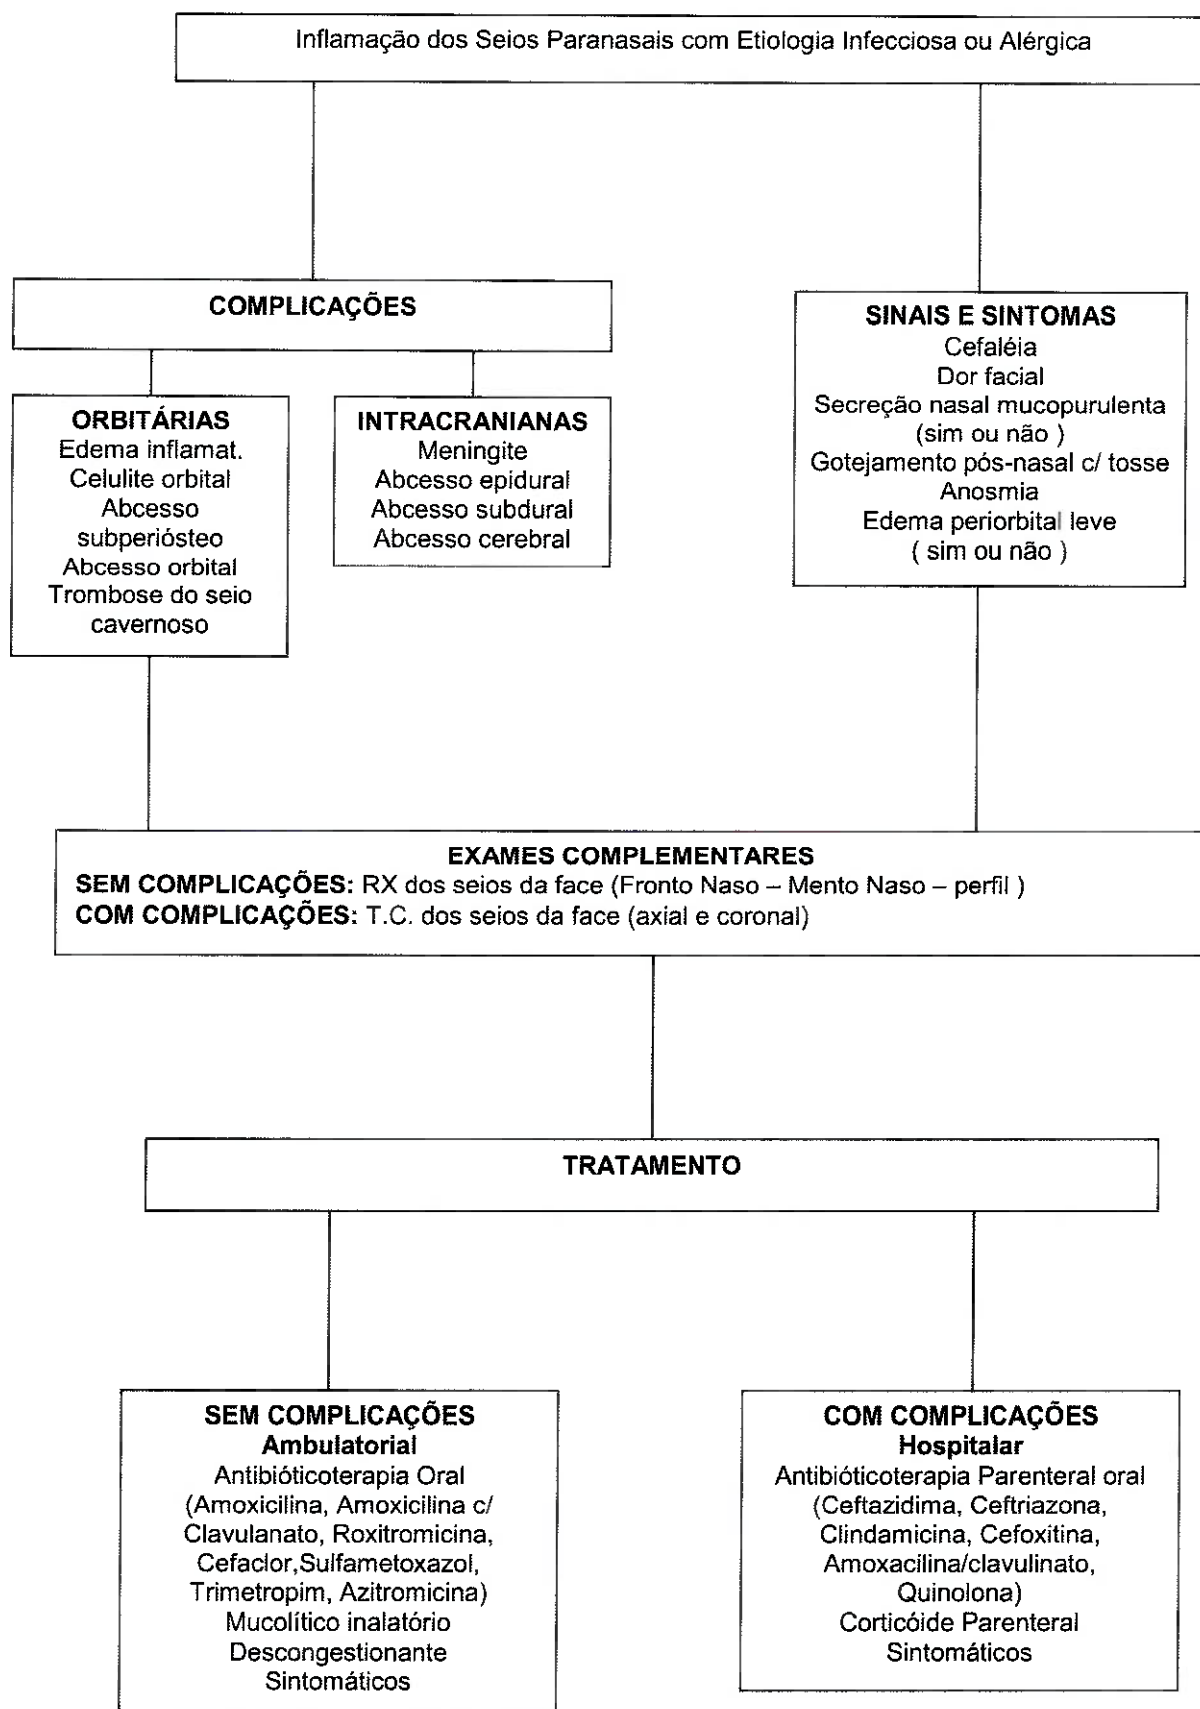 Inflamação dos Seios Paranasais com Etiologia Infecciosa ou Alérgica
COMPLICAÇÕES
ORBITÁRIAS
Edema inflamat.
Celulite orbital
Abcesso
subperiósteo
Abcesso orbital
Trombose do seio
cavernoso
INTRACRANIANAS
Meningite
Abcesso epidural
Abcesso subdural
Abcesso cerebral
SINAIS E SINTOMAS
Cefaléia
Dor facial
Secreção nasal mucopurulenta
(sim ou não )
Gotejamento pós-nasal c/ tosse
Anosmia
Edema periorbital leve
( sim ou não )
EXAMES COMPLEMENTARES
SEM COMPLICAÇÕES: RX dos seios da face (Fronto Naso – Mento Naso – perfil )
COM COMPLICAÇÕES: T.C. dos seios da face (axial e coronal)
TRATAMENTO
SEM COMPLICAÇÕES
Ambulatorial
Antibióticoterapia Oral
(Amoxicilina, Amoxicilina c/
Clavulanato, Roxitromicina,
Cefaclor,Sulfametoxazol,
Trimetropim, Azitromicina)
Mucolítico inalatório
Descongestionante
Sintomáticos
COM COMPLICAÇÕES
Hospitalar
Antibióticoterapia Parenteral oral
(Ceftazidima, Ceftriazona,
Clindamicina, Cefoxitina,
Amoxacilina/clavulinato,
Quinolona)
Corticóide Parenteral
Sintomáticos